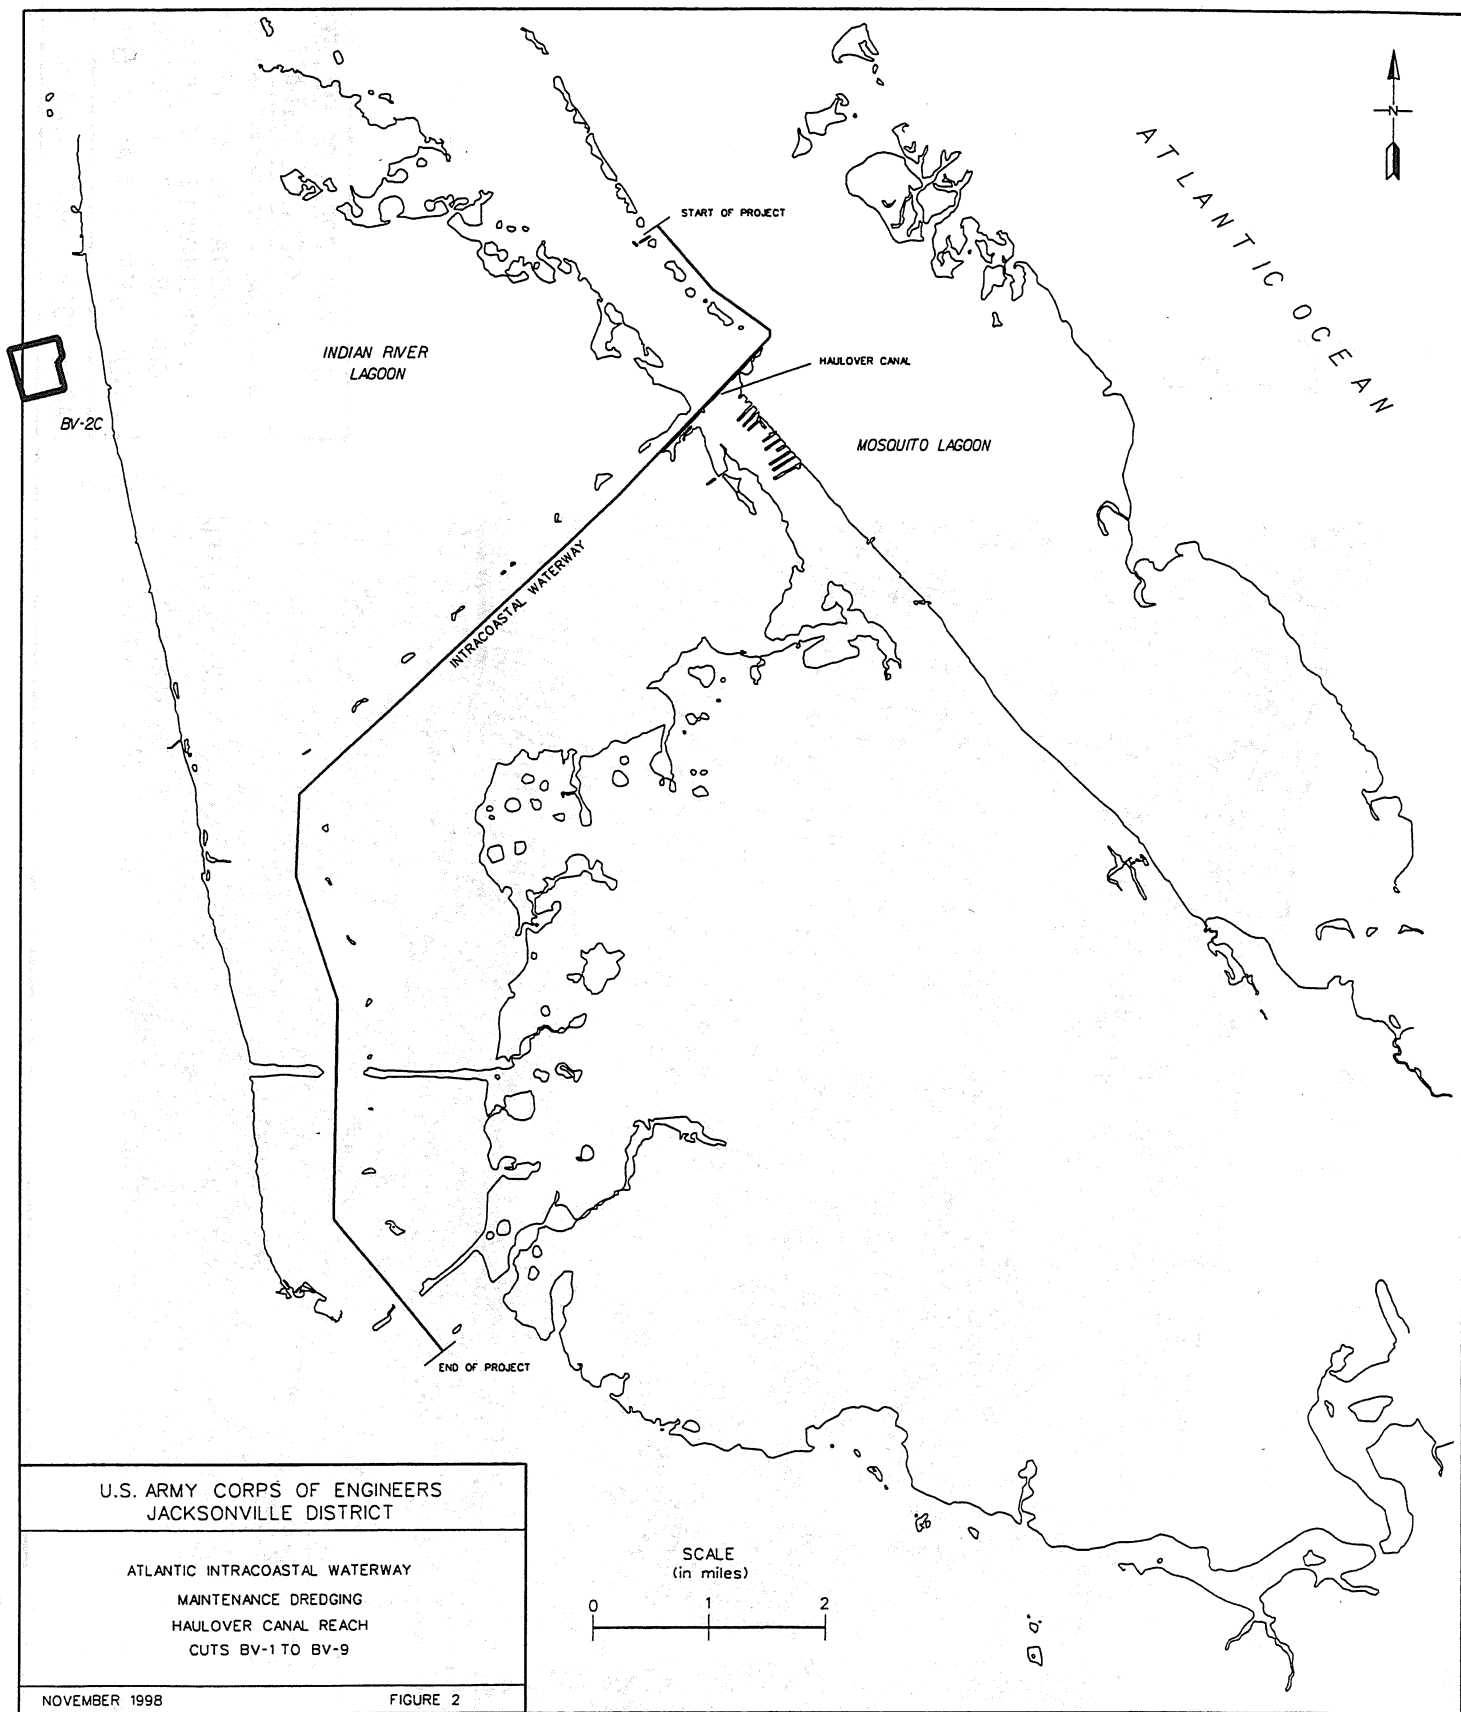 N
ATLANTIC OCEAN
START OF PROJECT
INDIAN RIVER
LAGOON
HAULOVER CANAL
BV-2C
MOSQUITO LAGOON
INTRACOASTAL WATERWAY
END OF PROJECT
U.S. ARMY CORPS OF ENGINEERS
JACKSONVILLE DISTRICT
ATLANTIC INTRACOASTAL WATERWAY
MAINTENANCE DREDGING
HAULOVER CANAL REACH
CUTS BV-1 TO BV-9
NOVEMBER 1998 FIGURE 2
SCALE
(in miles)
0 1 2